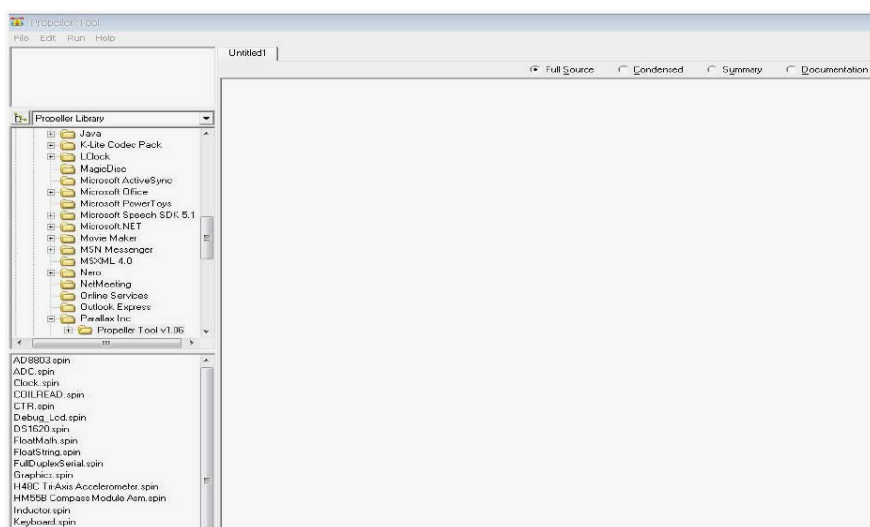 Propeller Tool
File Edit Run Help
Untitled1
Full Source Condensed Summary Documentation
Propeller Library
Java
K-Lite Codec Pack
LClock
MagicDisc
Microsoft ActiveSync
Microsoft Office
Microsoft PowerToys
Microsoft Speech SDK 5.1
Microsoft.NET
Movie Maker
MSN Messenger
MSXML 4.0
Nero
NetMeeting
Online Services
Outlook Express
Parallax Inc
Propeller Tool v1.06
AD8803.spin
ADC.spin
Clock.spin
COILREAD.spin
CTR.spin
Debug_Lcd.spin
DS1620.spin
FloatMath.spin
FloatString.spin
FullDuplexSerial.spin
Graphics.spin
H48C Tri-Axis Accelerometer.spin
HM55B Compass Module Asm.spin
Inductor.spin
Keyboard.spin